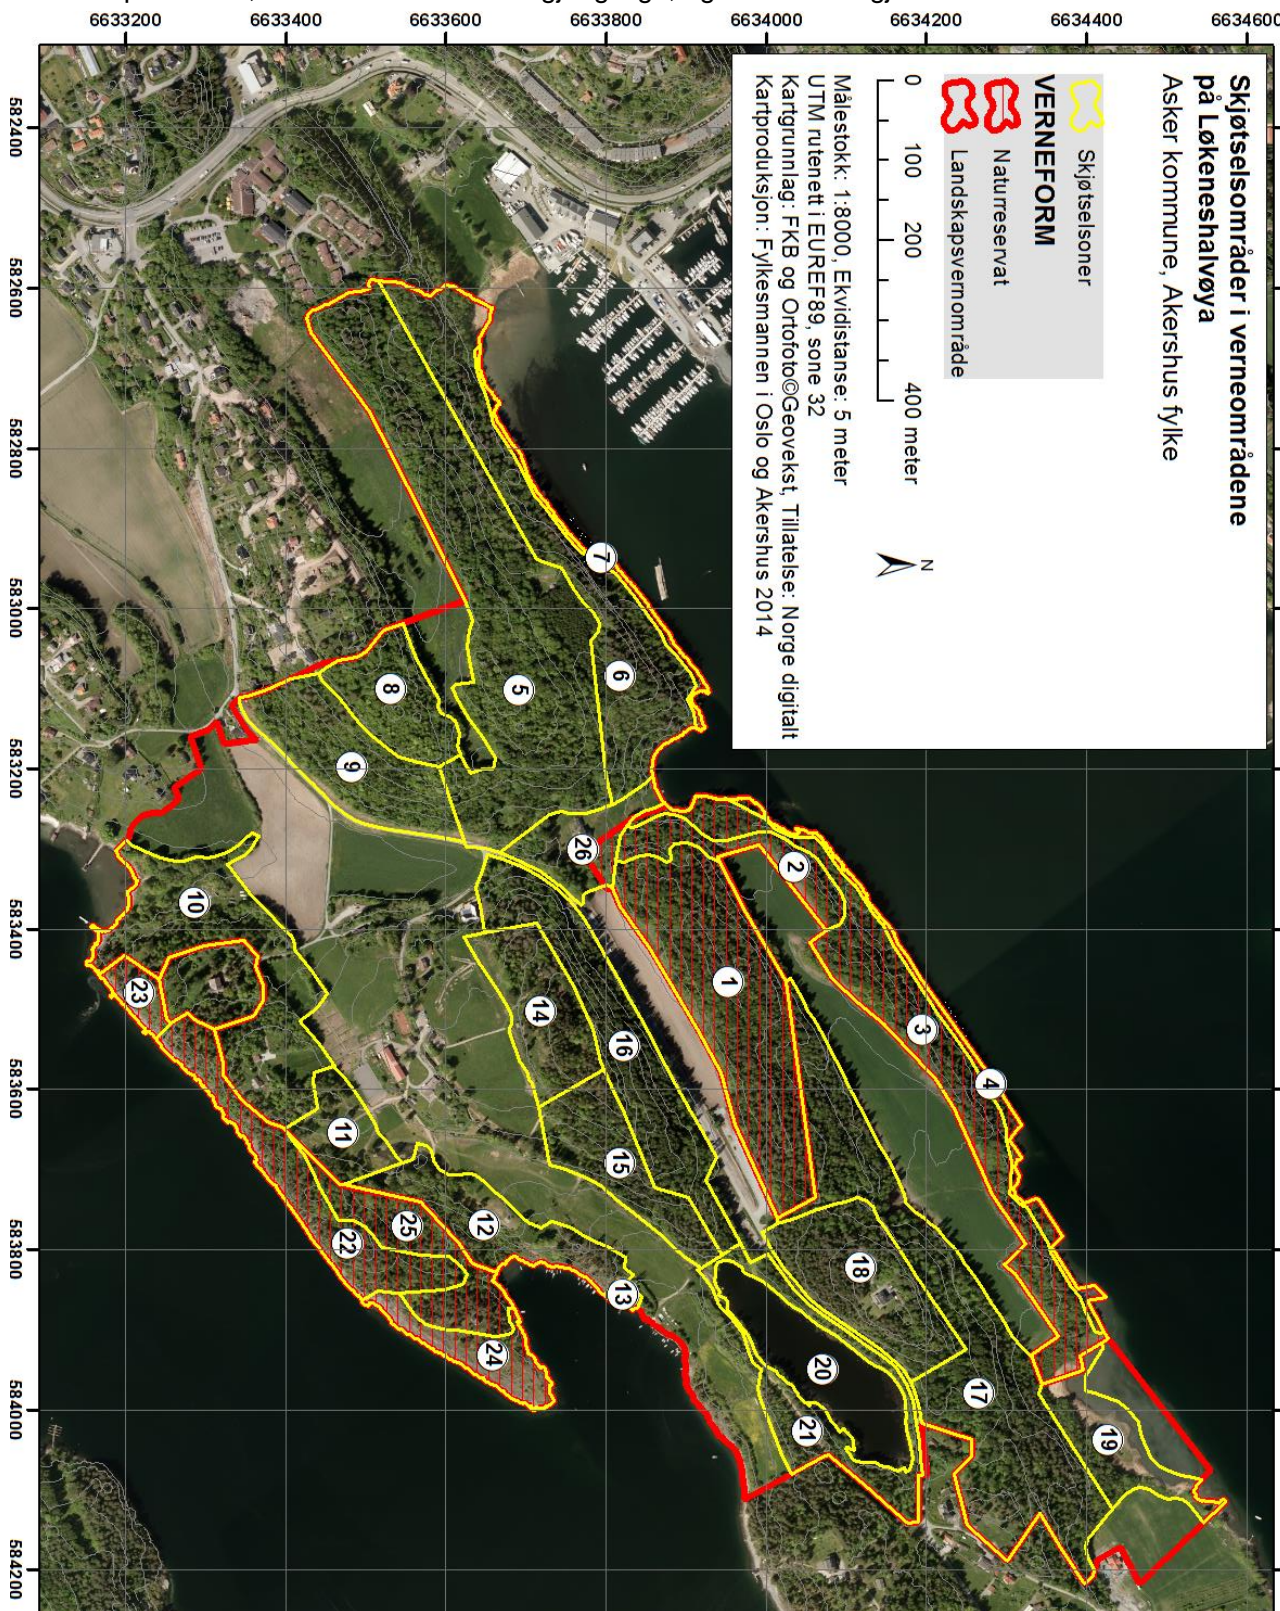 6633200 6633400 6633600 6633800 6634000 6634200 6634400 6634600
Skjøtselsområder i verneområdene
på Løkeneshalvøya
Asker kommune, Akershus fylke
Skjøtselsoner
VERNEFORM
Naturreservat
Landskapsvernområde
0 100 200 400 meter
N
Målestokk: 1:8000, Ekvidistanse: 5 meter
UTM rutenett i EUREF89, sone 32
Kartgrunnlag: FKB og Ortofoto©Geovekst, Tillatelse: Norge digitalt
Kartproduksjon: Fylkesmannen i Oslo og Akershus 2014
582400
582600
582800
583000
583200
583400
583600
583800
584000
584200
7
6
5
8
9
26
2
10
1
23
3
14
16
4
11
15
25
12
22
18
13
24
20
17
21
19